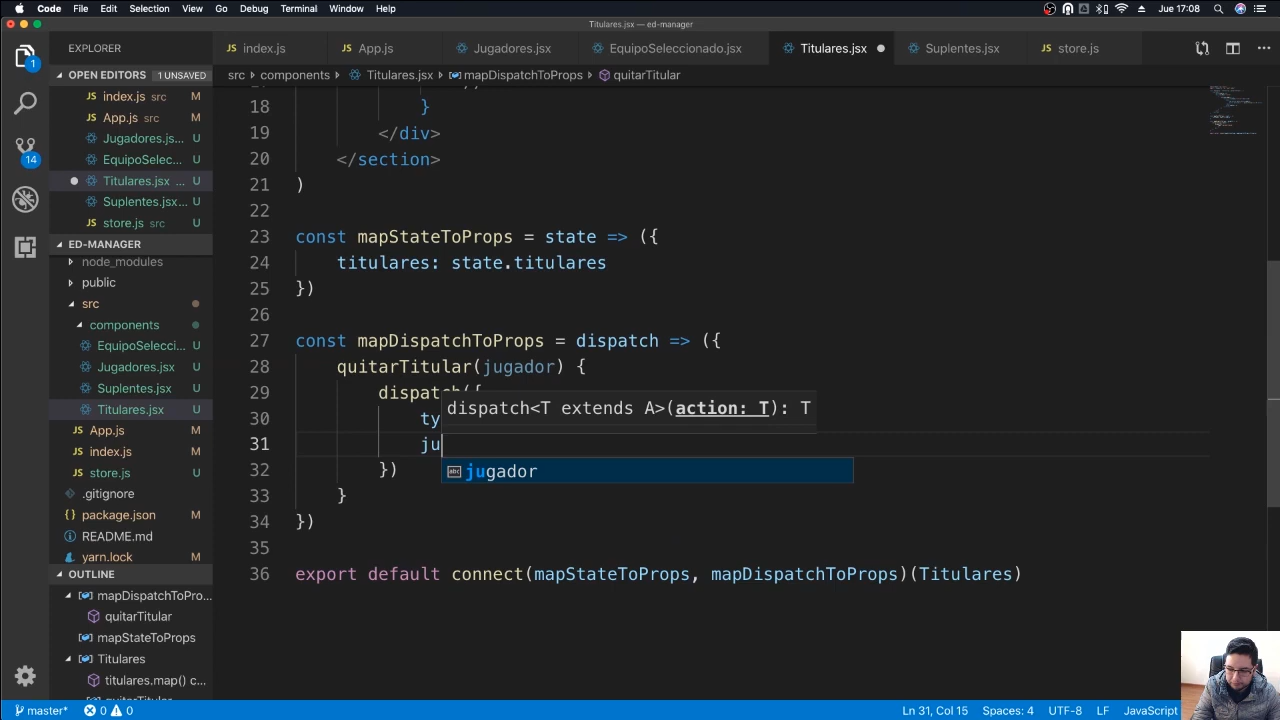 Code File Edit Selection View Go Debug Terminal Window Help Jue 17:08
Titulares.jsx — ed-manager
EXPLORER
index.js App.js Jugadores.jsx EquipoSeleccionado.jsx Titulares.jsx Suplentes.jsx store.js
OPEN EDITORS 1 UNSAVED
src › components › Titulares.jsx › mapDispatchToProps › quitarTitular
index.js src M
App.js src M
Jugadores.js... U
EquipoSelec... U
Titulares.jsx ... U
Suplentes.jsx... U
store.js src U
ED-MANAGER
node_modules
public
src
components
EquipoSelecci... U
Jugadores.jsx U
Suplentes.jsx U
Titulares.jsx U
App.js M
index.js M
store.js U
.gitignore
package.json M
README.md
yarn.lock M
OUTLINE
mapDispatchToPro...
quitarTitular
mapStateToProps
Titulares
titulares.map() c...
1
14
18 }
19 </div>
20 </section>
21 )
22
23 const mapStateToProps = state => ({
24 titulares: state.titulares
25 })
26
27 const mapDispatchToProps = dispatch => ({
28 quitarTitular(jugador) {
29 dispatch({
dispatch<T extends A>(action: T): T
30 ty
31 ju
jugador
32 })
33 }
34 })
35
36 export default connect(mapStateToProps, mapDispatchToProps)(Titulares)
master* 0 0 Ln 31, Col 15 Spaces: 4 UTF-8 LF JavaScript